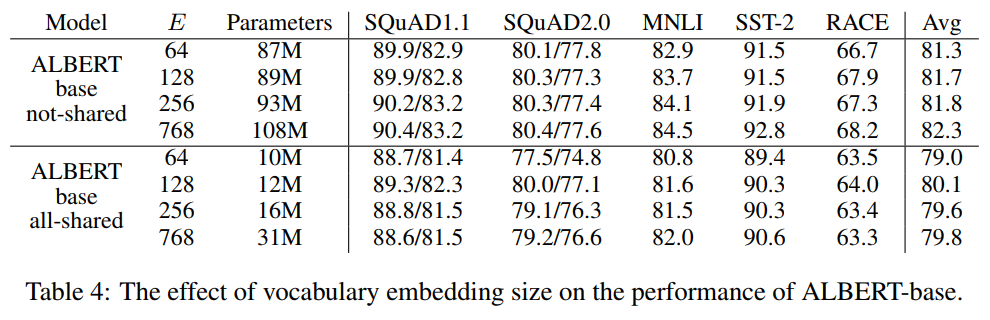 Model E Parameters SQuAD1.1 SQuAD2.0 MNLI SST-2 RACE Avg
ALBERT base not-shared
64 87M 89.9/82.9 80.1/77.8 82.9 91.5 66.7 81.3
128 89M 89.9/82.8 80.3/77.3 83.7 91.5 67.9 81.7
256 93M 90.2/83.2 80.3/77.4 84.1 91.9 67.3 81.8
768 108M 90.4/83.2 80.4/77.6 84.5 92.8 68.2 82.3
ALBERT base all-shared
64 10M 88.7/81.4 77.5/74.8 80.8 89.4 63.5 79.0
128 12M 89.3/82.3 80.0/77.1 81.6 90.3 64.0 80.1
256 16M 88.8/81.5 79.1/76.3 81.5 90.3 63.4 79.6
768 31M 88.6/81.5 79.2/76.6 82.0 90.6 63.3 79.8
Table 4: The effect of vocabulary embedding size on the performance of ALBERT-base.